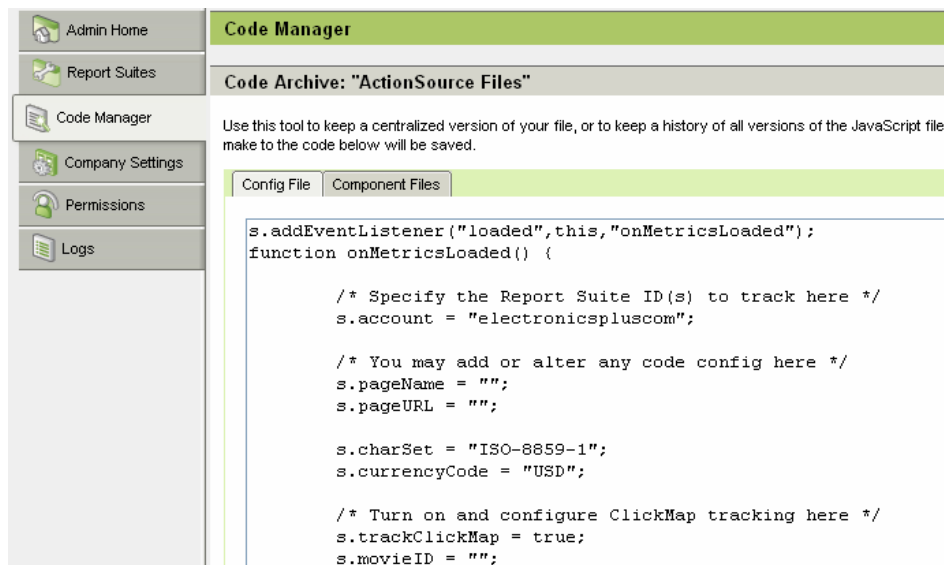 Admin Home
Report Suites
Code Manager
Company Settings
Permissions
Logs
Code Manager
Code Archive: "ActionSource Files"
Use this tool to keep a centralized version of your file, or to keep a history of all versions of the JavaScript file
make to the code below will be saved.
Config File
Component Files
s.addEventListener("loaded",this,"onMetricsLoaded");
function onMetricsLoaded() {
/* Specify the Report Suite ID(s) to track here */
s.account = "electronicspluscom";
/* You may add or alter any code config here */
s.pageName = "";
s.pageURL = "";
s.charSet = "ISO-8859-1";
s.currencyCode = "USD";
/* Turn on and configure ClickMap tracking here */
s.trackClickMap = true;
s.movieID = "";